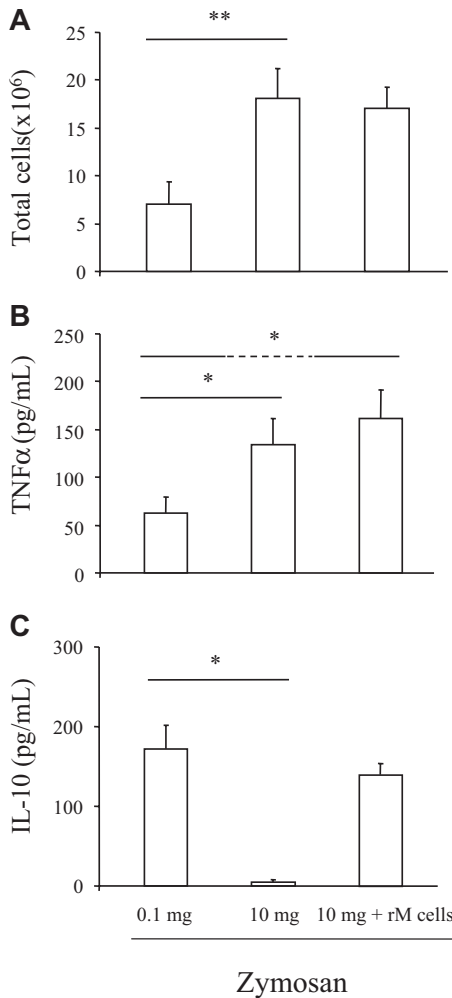 A
**
Total cells(x10⁶)
25
20
15
10
5
0
B
*
*
TNFα(pg/mL)
250
200
150
100
50
0
C
*
IL-10 (pg/mL)
300
200
100
0
0.1 mg 10 mg 10 mg + rM cells
Zymosan